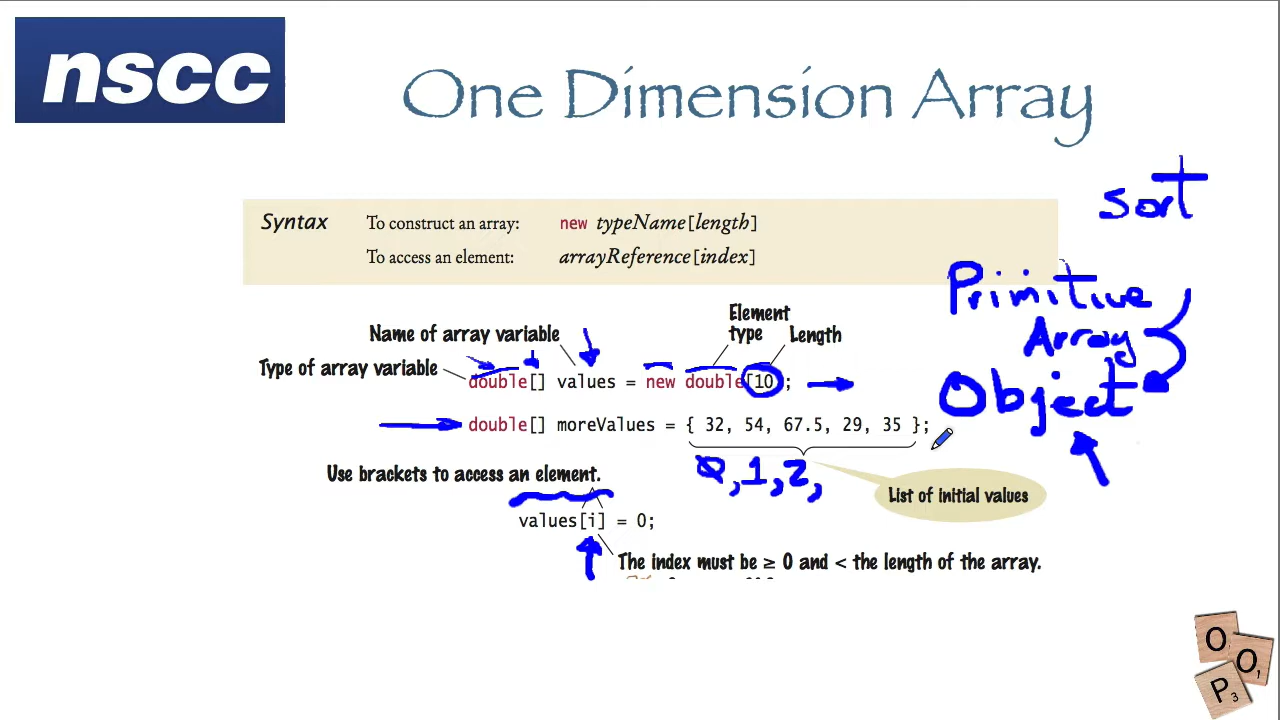 nscc
One Dimension Array
sort
Syntax To construct an array: new typeName[length]
To access an element: arrayReference[index]
Primitive
Array
Object
Name of array variable
Element
type
Length
Type of array variable
double[] values = new double[10];
double[] moreValues = { 32, 54, 67.5, 29, 35 };
0, 1, 2,
Use brackets to access an element.
List of initial values
values[i] = 0;
The index must be ≥ 0 and < the length of the array.
O
O1
P3